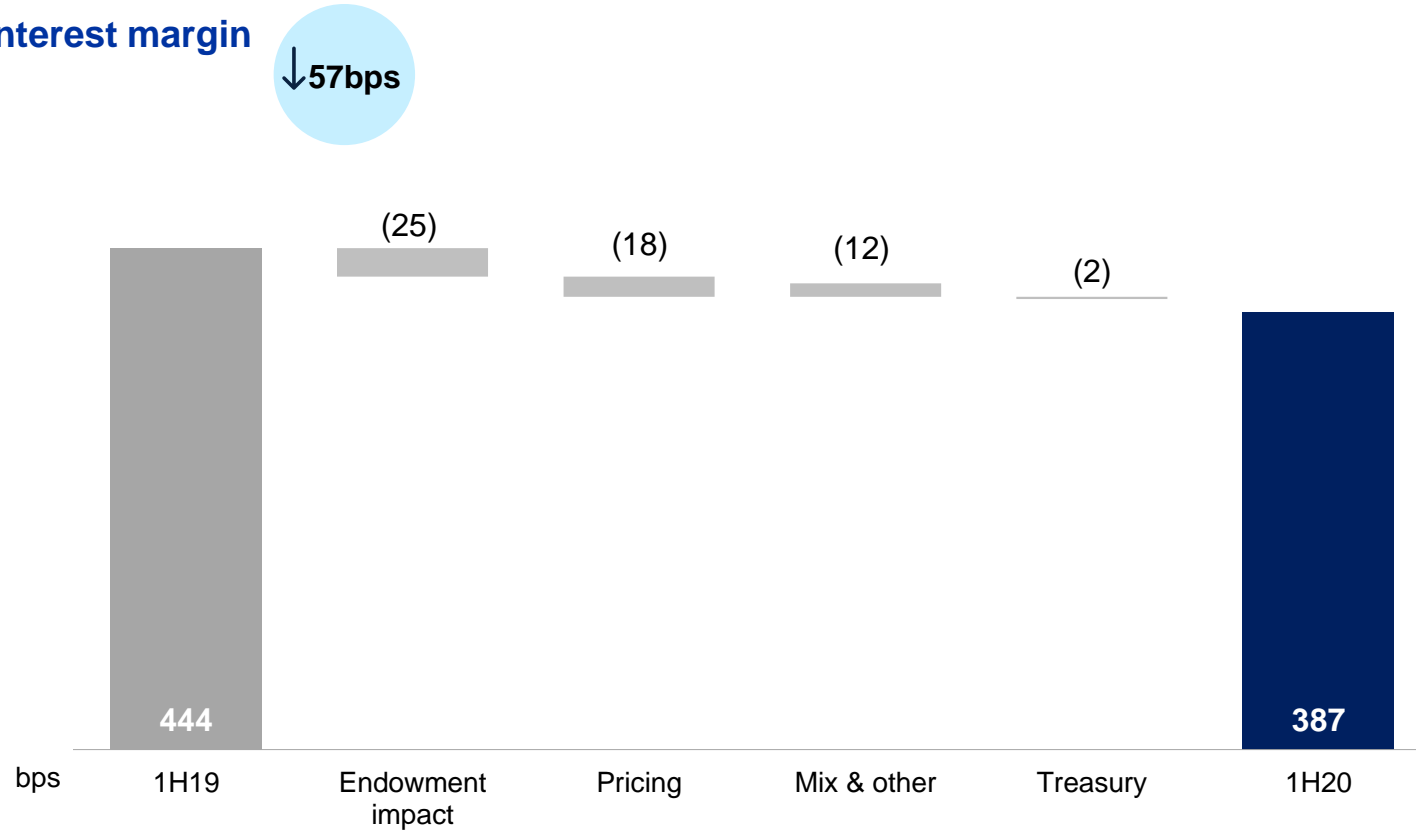 nterest margin
↓57bps
(25)
(18)
(12)
(2)
444
387
bps
1H19
Endowment
impact
Pricing
Mix & other
Treasury
1H20